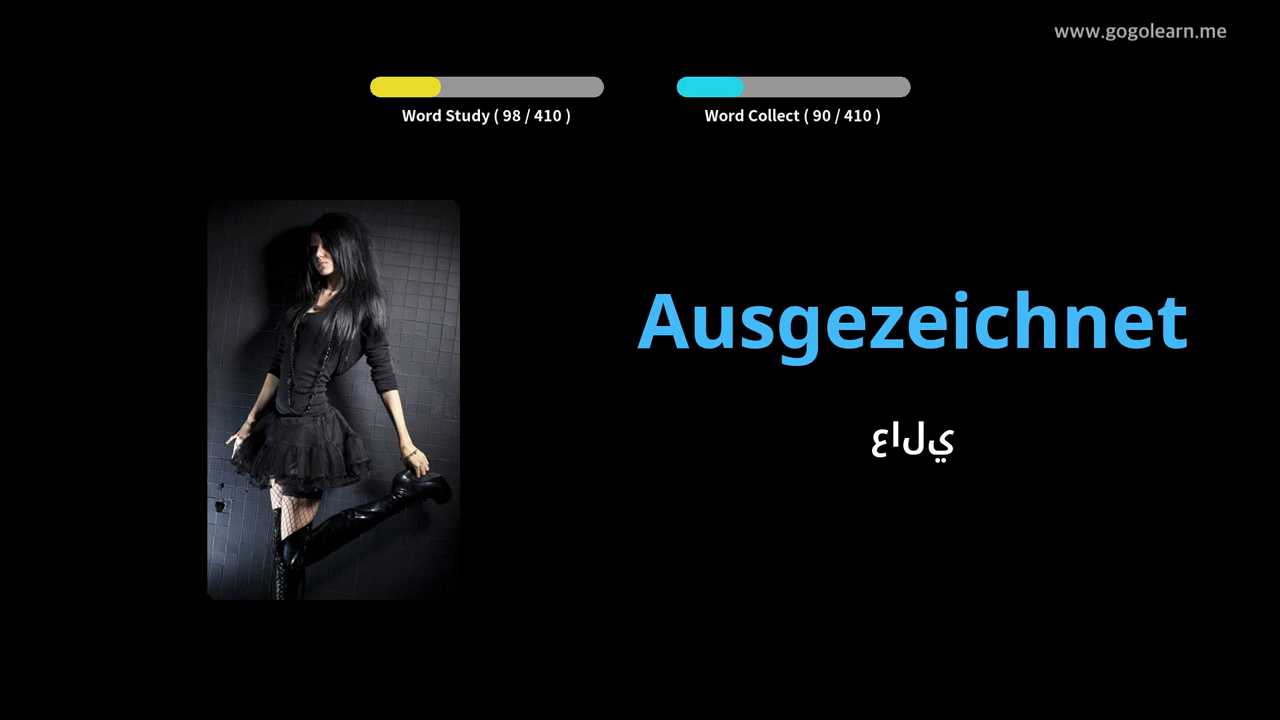 www.gogolearn.me
Word Study ( 98 / 410 )
Word Collect ( 90 / 410 )
Ausgezeichnet
عالي